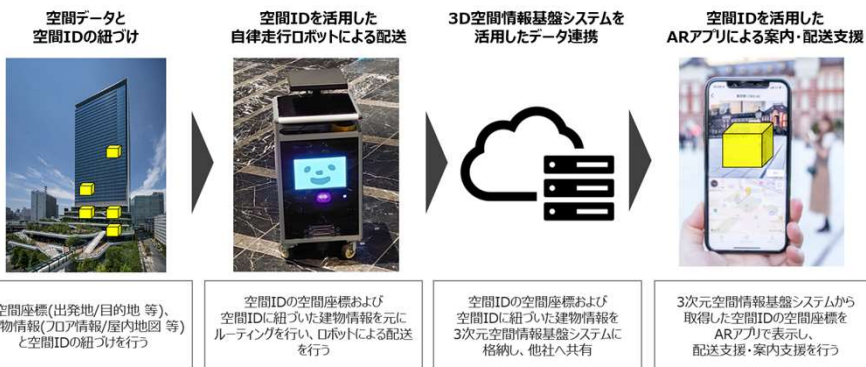 空間データと
空間IDの紐づけ
空間IDを活用した
自律走行ロボットによる配送
3D空間情報基盤システムを
活用したデータ連携
空間IDを活用した
ARアプリによる案内・配送支援
空間座標(出発地/目的地 等)、
物情報(フロア情報/屋内地図 等)
と空間IDの紐づけを行う
空間IDの空間座標および
空間IDに紐づいた建物情報を元に
ルーティングを行い、ロボットによる配送
を行う
空間IDの空間座標および
空間IDに紐づいた建物情報を
3次元空間情報基盤システムに
格納し、他社へ共有
3次元空間情報基盤システムから
取得した空間IDの空間座標を
ARアプリで表示し、
配送支援・案内支援を行う